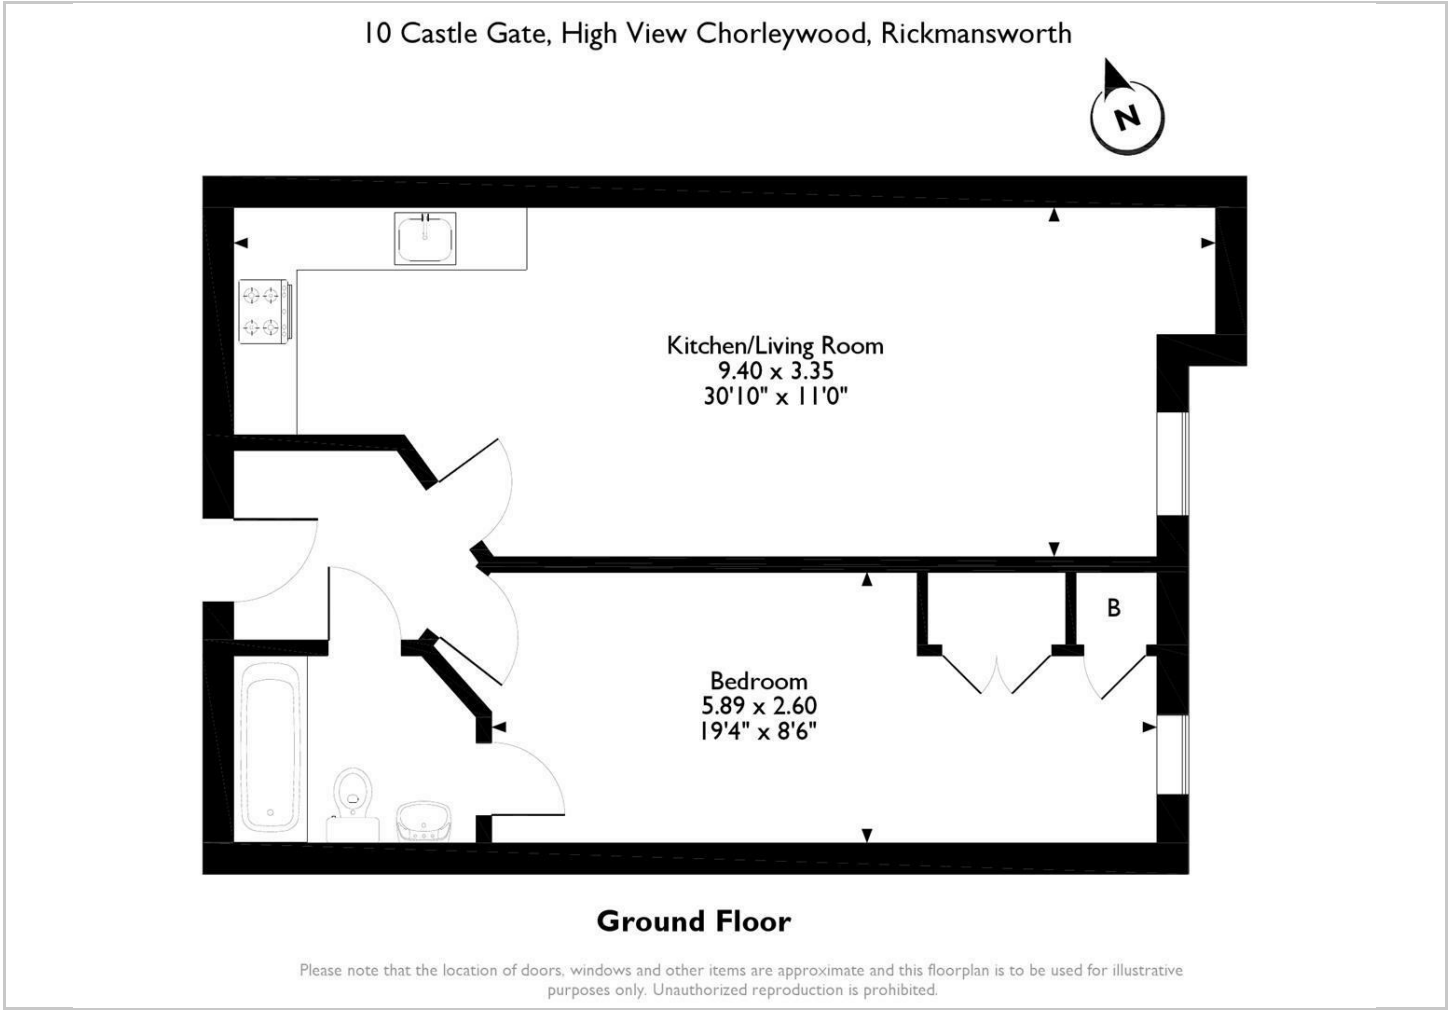 10 Castle Gate, High View Chorleywood, Rickmansworth
N
Kitchen/Living Room
9.40 x 3.35
30'10" x 11'0"
B
Bedroom
5.89 x 2.60
19'4" x 8'6"
Ground Floor
Please note that the location of doors, windows and other items are approximate and this floorplan is to be used for illustrative
purposes only. Unauthorized reproduction is prohibited.